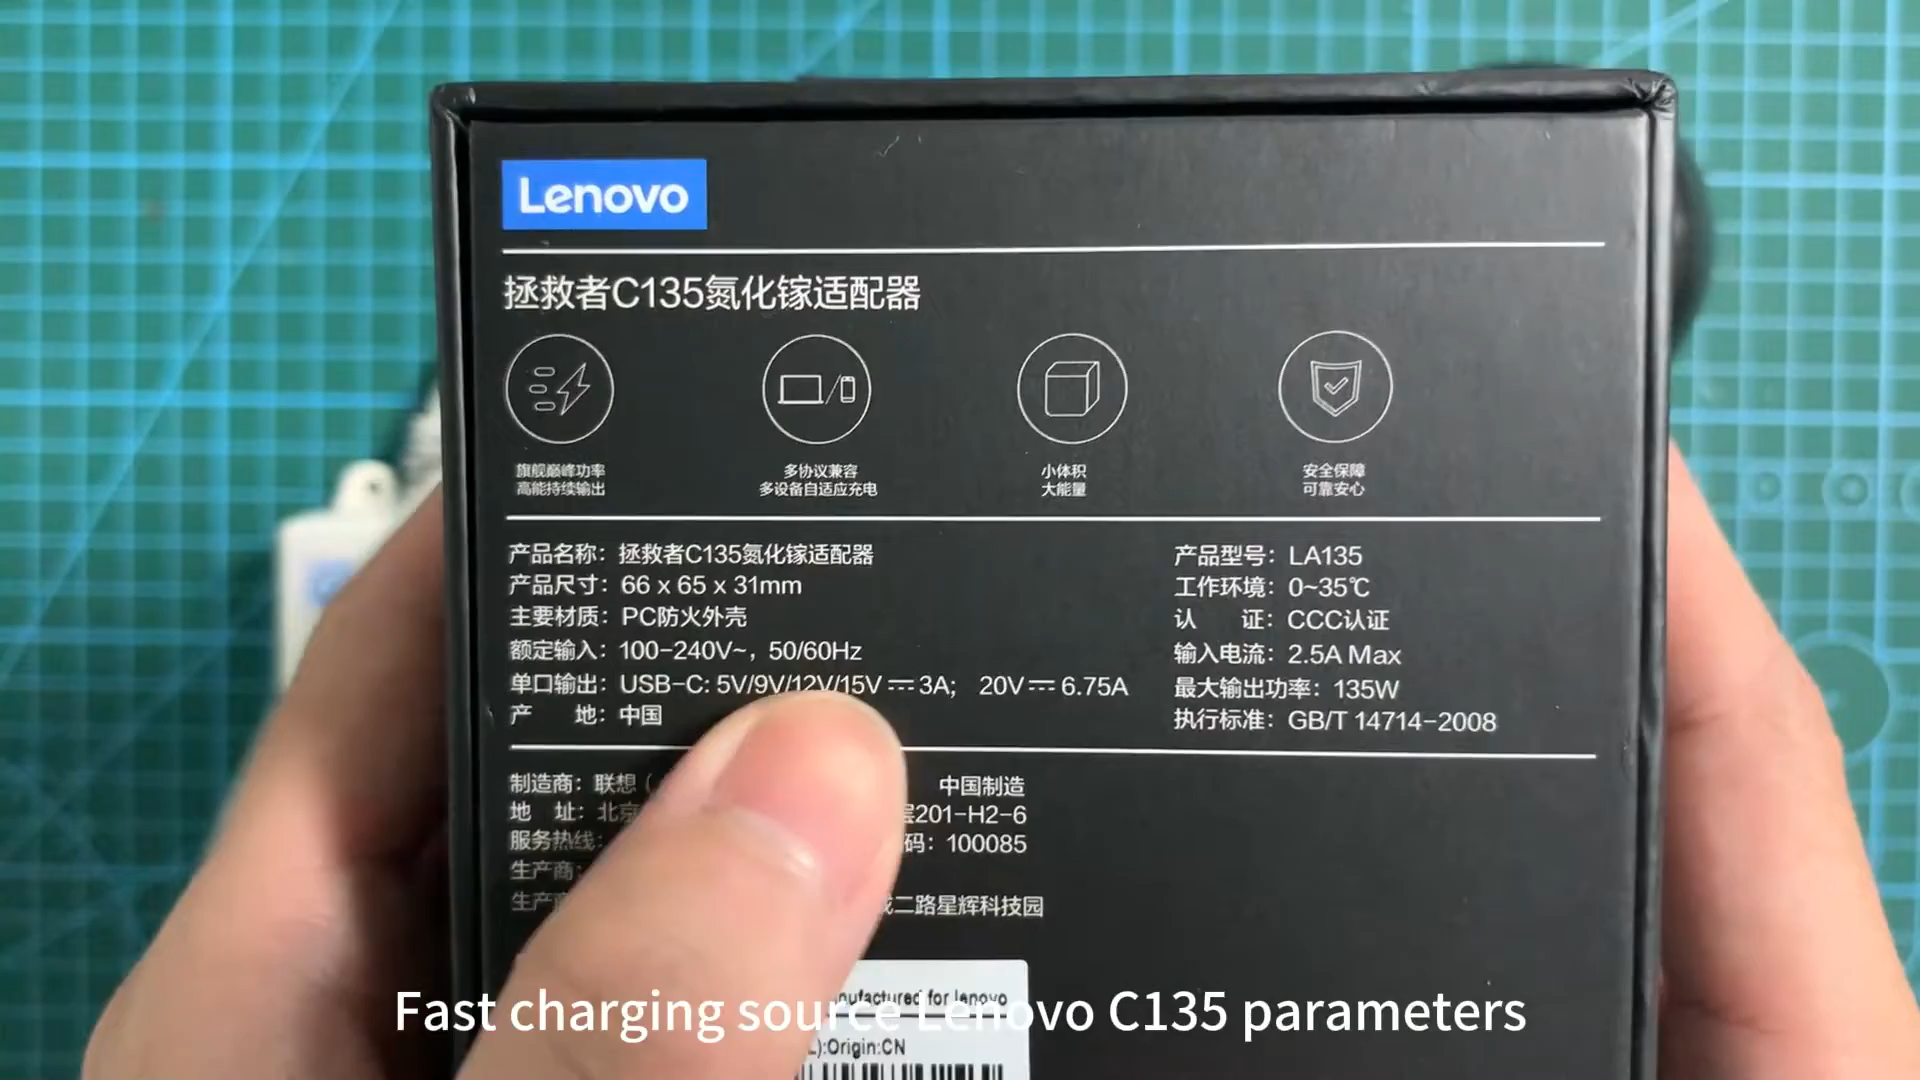 Lenovo
拯救者C135氮化镓适配器
旗舰巅峰功率
高能持续输出
多协议兼容
多设备自适应充电
小体积
大能量
安全保障
可靠安心
产品名称：拯救者C135氮化镓适配器
产品尺寸：66 x 65 x 31mm
主要材质：PC防火外壳
额定输入：100-240V~，50/60Hz
单口输出：USB-C: 5V/9V/12V/15V⎓3A; 20V⎓6.75A
产 地：中国
产品型号：LA135
工作环境：0~35℃
认 证：CCC认证
输入电流：2.5A Max
最大输出功率：135W
执行标准：GB/T 14714-2008
制造商：联想（ 中国制造
地 址：北京 201-H2-6
服务热线： 码：100085
生产商：
生产 二路星辉科技园
for lenovo
Origin:CN
Fast charging source Lenovo C135 parameters